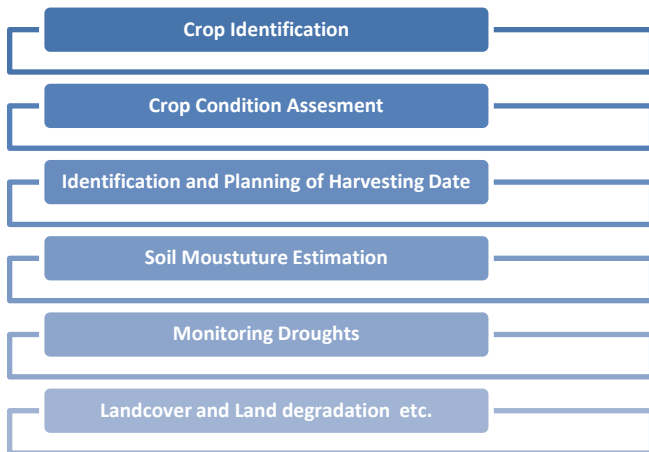 Crop Identification
Crop Condition Assesment
Identification and Planning of Harvesting Date
Soil Moustuture Estimation
Monitoring Droughts
Landcover and Land degradation etc.